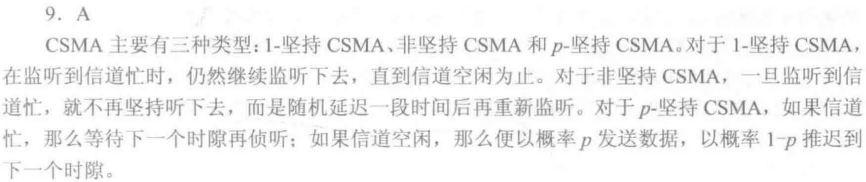 9. A
CSMA 主要有三种类型：1-坚持 CSMA、非坚持 CSMA 和 p-坚持 CSMA。对于 1-坚持 CSMA，
在监听到信道忙时，仍然继续监听下去，直到信道空闲为止。对于非坚持 CSMA，一旦监听到信
道忙，就不再坚持听下去，而是随机延迟一段时间后再重新监听。对于 p-坚持 CSMA，如果信道
忙，那么等待下一个时隙再侦听；如果信道空闲，那么便以概率 p 发送数据，以概率 1-p 推迟到
下一个时隙。